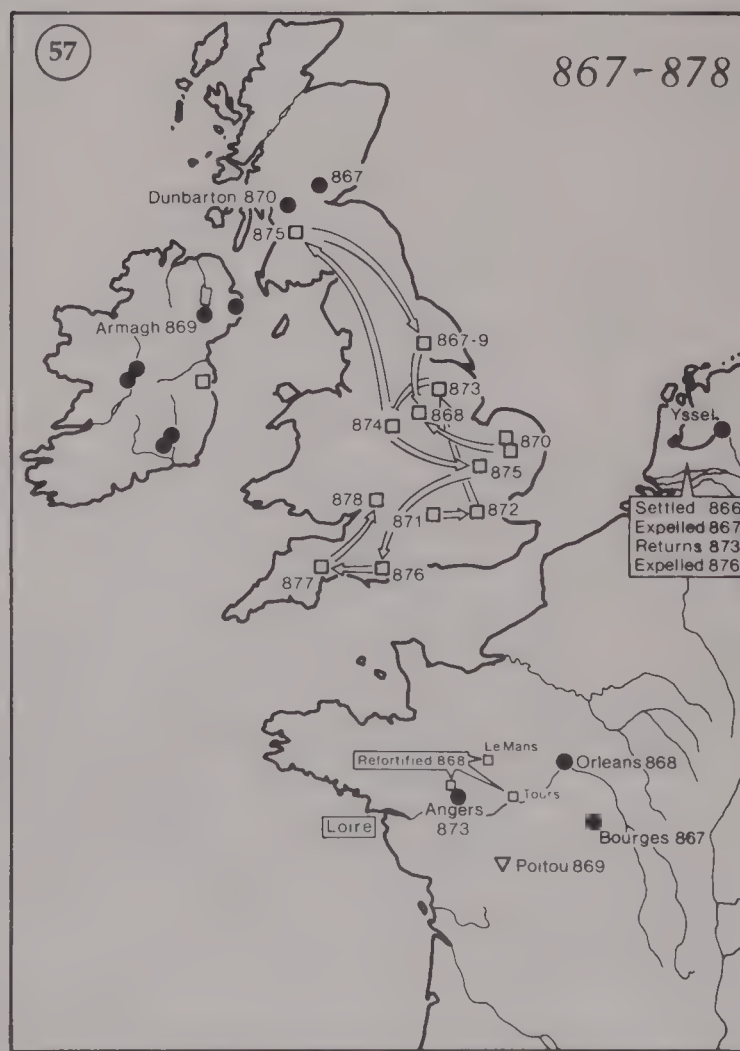 57
867-878
867
Dunbarton 870
875
Armagh 869
867-9
873
868
874
870
875
Yssel
878
871
872
877
876
Settled 866
Expelled 867
Returns 873
Expelled 876
Le Mans
Refortified 868
Orleans 868
Tours
Angers
873
Loire
Bourges 867
Poitou 869